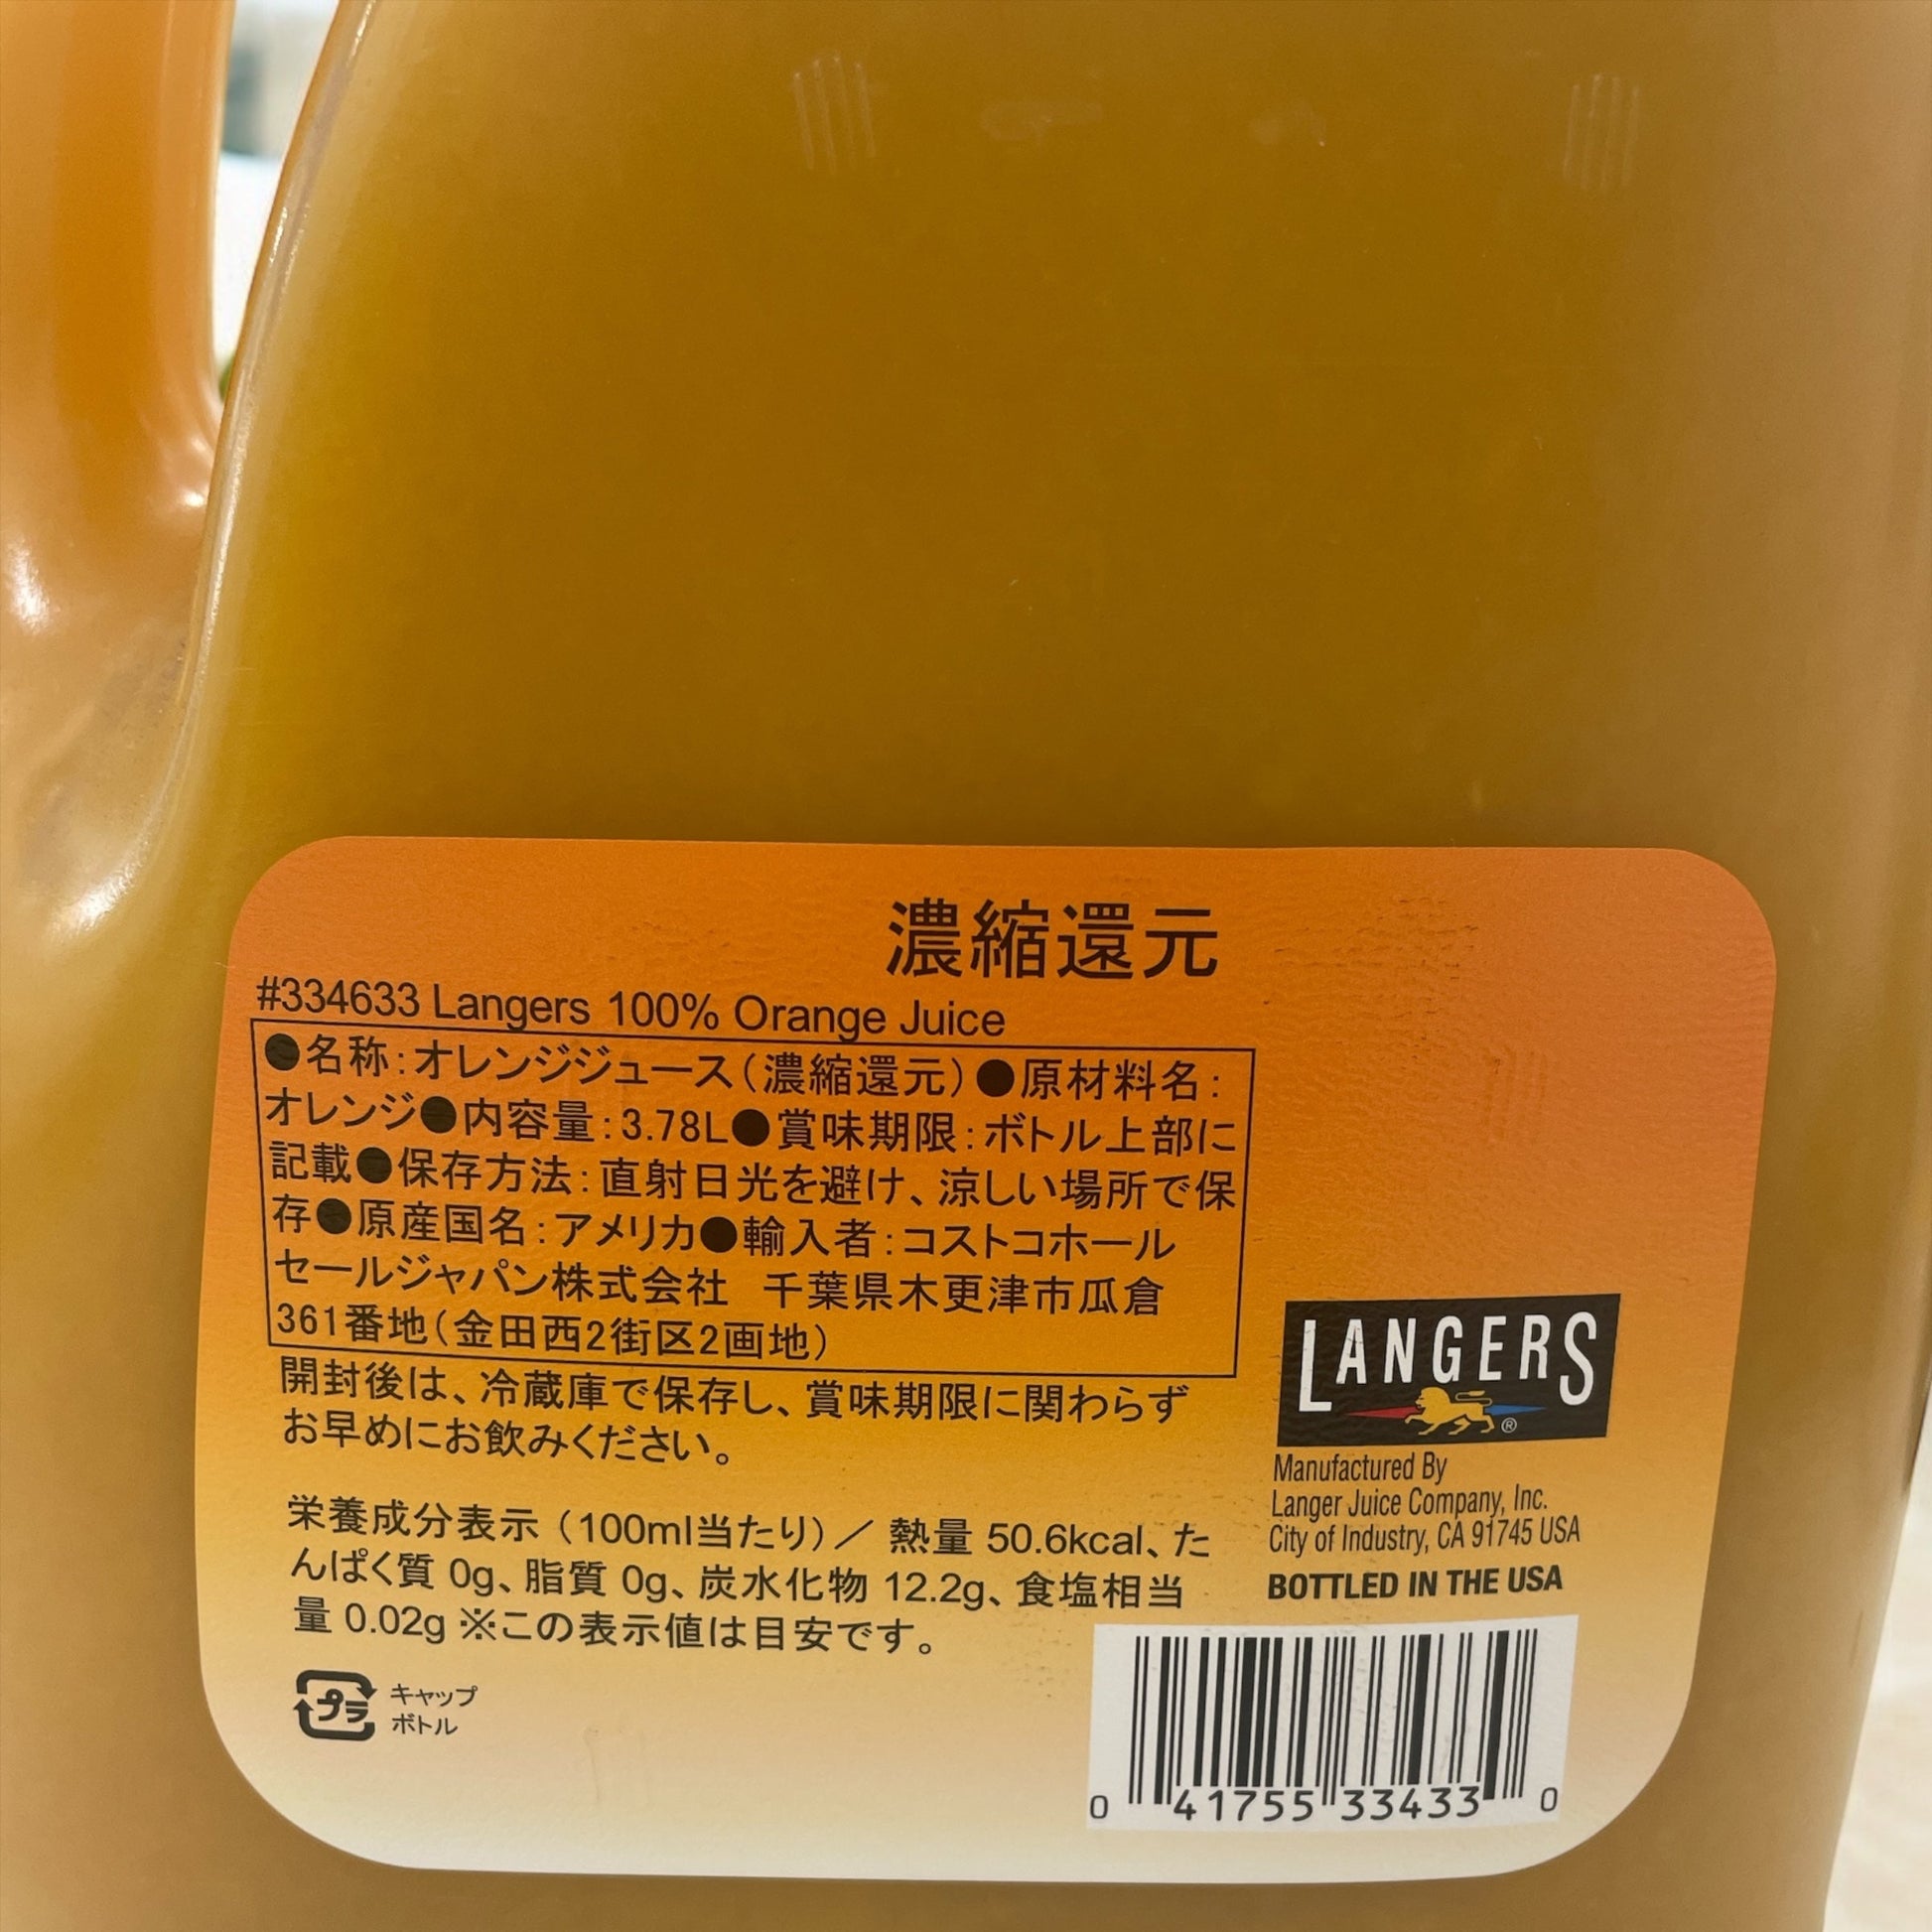 濃縮還元
#334633 Langers 100% Orange Juice
●名称：オレンジジュース（濃縮還元）●原材料名：
オレンジ●内容量：3.78L●賞味期限：ボトル上部に
記載●保存方法：直射日光を避け、涼しい場所で保
存●原産国名：アメリカ●輸入者：コストコホール
セールジャパン株式会社　千葉県木更津市瓜倉
361番地（金田西2街区2画地）
開封後は、冷蔵庫で保存し、賞味期限に関わらず
お早めにお飲みください。
栄養成分表示（100ml当たり）／ 熱量 50.6kcal、た
んぱく質 0g、脂質 0g、炭水化物 12.2g、食塩相当
量 0.02g ※この表示値は目安です。
プラ
キャップ
ボトル
LANGERS
®
Manufactured By
Langer Juice Company, Inc.
City of Industry, CA 91745 USA
BOTTLED IN THE USA
0 41755 33433 0